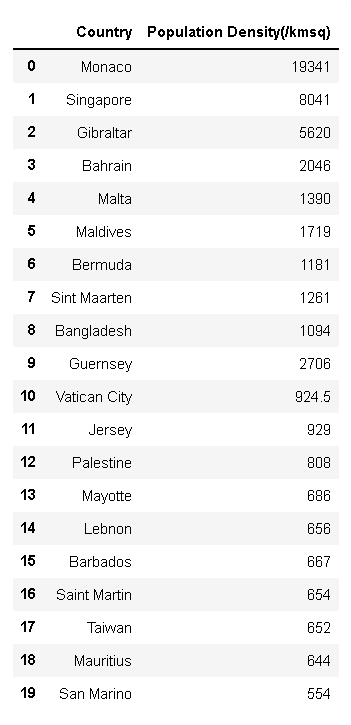 Country Population Density(/kmsq)
0 Monaco 19341
1 Singapore 8041
2 Gibraltar 5620
3 Bahrain 2046
4 Malta 1390
5 Maldives 1719
6 Bermuda 1181
7 Sint Maarten 1261
8 Bangladesh 1094
9 Guernsey 2706
10 Vatican City 924.5
11 Jersey 929
12 Palestine 808
13 Mayotte 686
14 Lebnon 656
15 Barbados 667
16 Saint Martin 654
17 Taiwan 652
18 Mauritius 644
19 San Marino 554